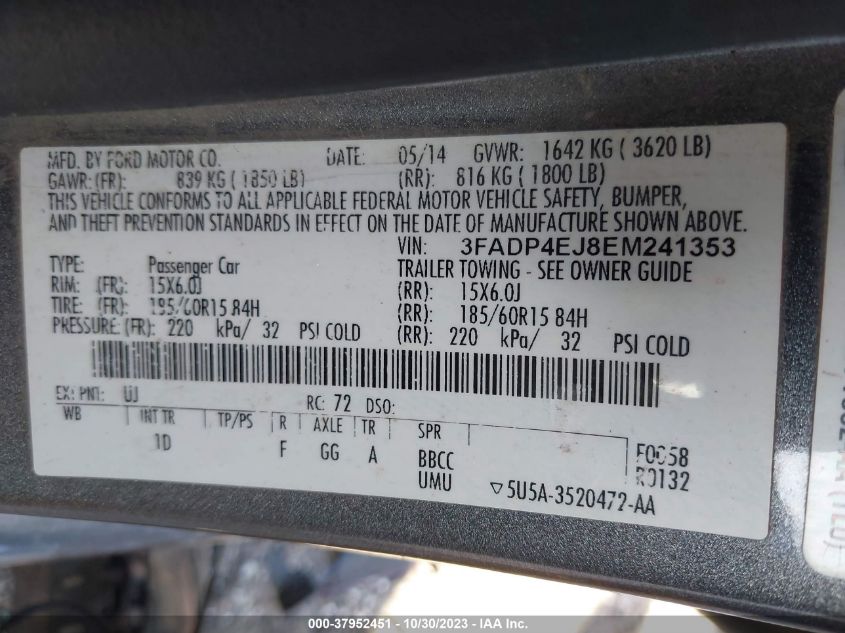 MFD. BY FORD MOTOR CO. DATE: 05/14 GVWR: 1642 KG ( 3620 LB)
GAWR: (FR): 839 KG ( 1850 LB) (RR): 816 KG ( 1800 LB)
THIS VEHICLE CONFORMS TO ALL APPLICABLE FEDERAL MOTOR VEHICLE SAFETY, BUMPER,
AND THEFT PREVENTION STANDARDS IN EFFECT ON THE DATE OF MANUFACTURE SHOWN ABOVE.
VIN: 3FADP4EJ8EM241353
TYPE: Passenger Car TRAILER TOWING - SEE OWNER GUIDE
RIM: (FR): 15X6.0J (RR): 15X6.0J
TIRE: (FR): 185/60R15 84H (RR): 185/60R15 84H
PRESSURE: (FR): 220 kPa/ 32 PSI COLD (RR): 220 kPa/ 32 PSI COLD
EX: PNT: UJ RC: 72 DSO:
WB INT TR TP/PS R AXLE TR SPR
1D F GG A BBCC
UMU
R0132
▽5U5A-3520472-AA
000-37952451 - 10/30/2023 - IAA Inc.